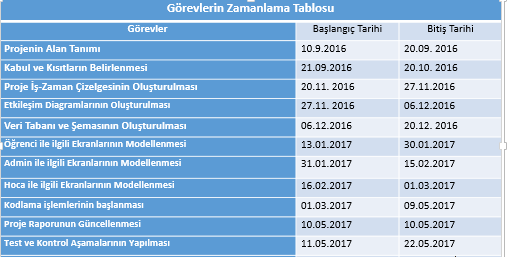 Görevlerin Zamanlama Tablosu
Görevler Başlangıç Tarihi Bitiş Tarihi
Projenin Alan Tanımı 10.9.2016 20.09. 2016
Kabul ve Kısıtların Belirlenmesi 21.09.2016 20.10. 2016
Proje İş-Zaman Çizelgesinin Oluşturulması 20.11. 2016 27.11.2016
Etkileşim Diagramlarının Oluşturulması 27.11. 2016 06.12.2016
Veri Tabanı ve Şemasının Oluşturulması 06.12.2016 20.12. 2016
Öğrenci ile ilgili Ekranlarının Modellenmesi 13.01.2017 30.01.2017
Admin ile ilgili Ekranlarının Modellenmesi 31.01.2017 15.02.2017
Hoca ile ilgili Ekranlarının Modellenmesi 16.02.2017 01.03.2017
Kodlama işlemlerinin başlanması 01.03.2017 09.05.2017
Proje Raporunun Güncellenmesi 10.05.2017 10.05.2017
Test ve Kontrol Aşamalarının Yapılması 11.05.2017 22.05.2017